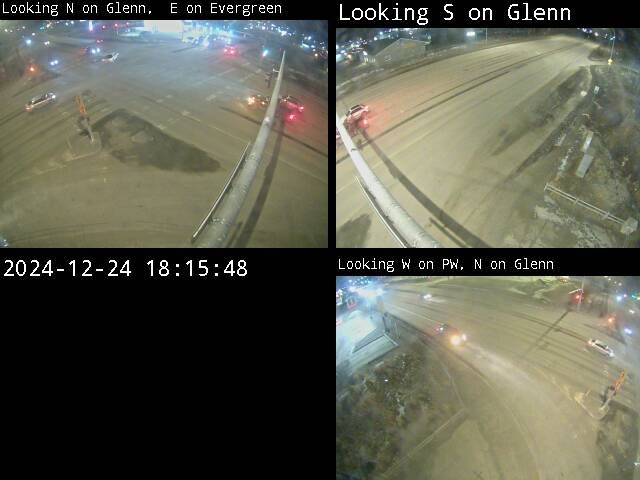 Looking N on Glenn,  E on Evergreen
Looking S on Glenn
2024-12-24 18:15:48
Looking W on PW, N on Glenn